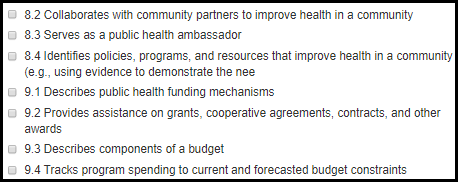 8.2 Collaborates with community partners to improve health in a community
8.3 Serves as a public health ambassador
8.4 Identifies policies, programs, and resources that improve health in a community
(e.g., using evidence to demonstrate the nee
9.1 Describes public health funding mechanisms
9.2 Provides assistance on grants, cooperative agreements, contracts, and other
awards
9.3 Describes components of a budget
9.4 Tracks program spending to current and forecasted budget constraints